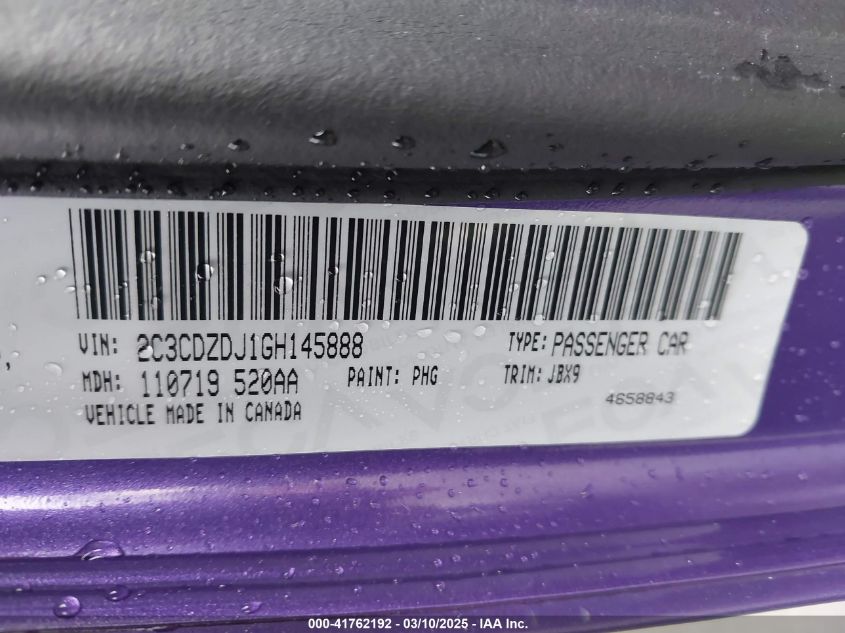 VIN: 2C3CDZDJ1GH145888 TYPE: PASSENGER CAR
MDH: 110719 520AA PAINT: PHG TRIM: JBX9
VEHICLE MADE IN CANADA 4658843
000-41762192 - 03/10/2025 - IAA Inc.